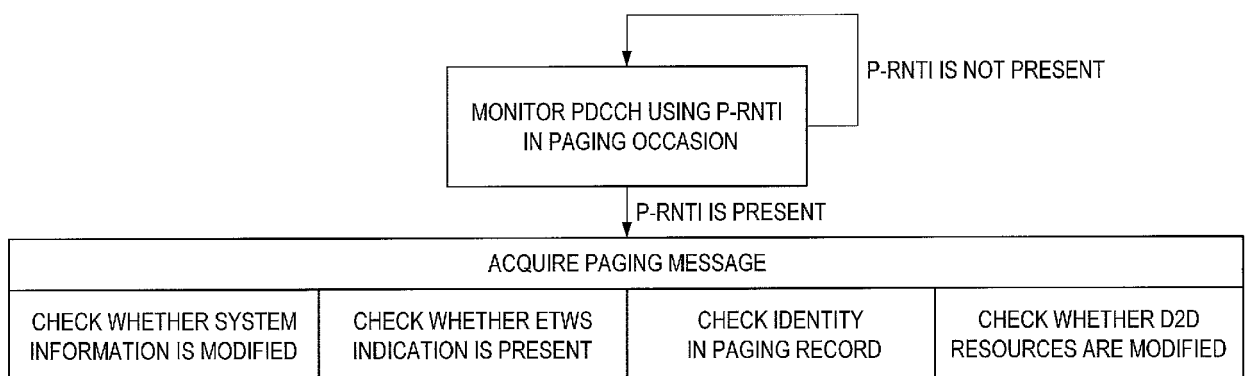 P-RNTI IS NOT PRESENT
MONITOR PDCCH USING P-RNTI
IN PAGING OCCASION
P-RNTI IS PRESENT
ACQUIRE PAGING MESSAGE
CHECK WHETHER SYSTEM
INFORMATION IS MODIFIED
CHECK WHETHER ETWS
INDICATION IS PRESENT
CHECK IDENTITY
IN PAGING RECORD
CHECK WHETHER D2D
RESOURCES ARE MODIFIED